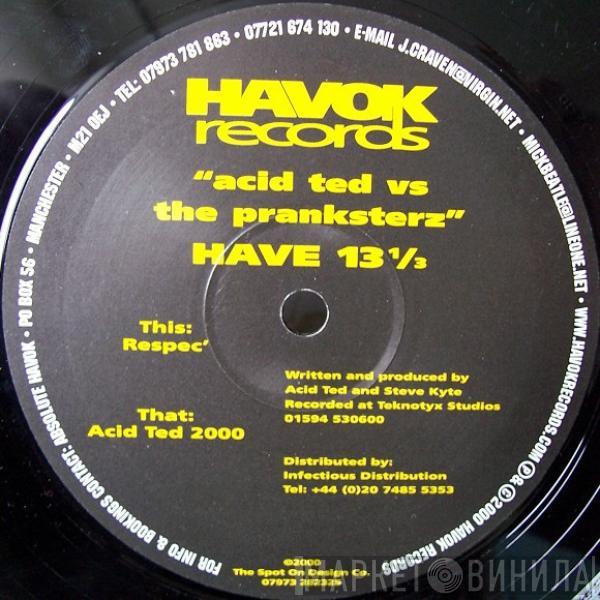 FOR INFO & BOOKINGS CONTACT: ABSOLUTE HAVOK • PO BOX 56 • MANCHESTER • M21 0EJ • TEL: 07973 781 863 • 07721 674 130 • E-MAIL J.CRAVEN@VIRGIN.NET • MICKBEATLE@LINEONE.NET • WWW.HAVOKRECORDS.COM ℗ & © 2000 HAVOK RECORDS
HAVOK
records
"acid ted vs
the pranksterz"
HAVE 13 1/3
This:
Respec'
Written and produced by
Acid Ted and Steve Kyte
Recorded at Teknotyx Studios
01594 530600
That:
Acid Ted 2000
Distributed by:
Infectious Distribution
Tel: +44 (0)20 7485 5353
©2000
The Spot On Design Co.
07973
МАРКЕТ ВИНИЛА